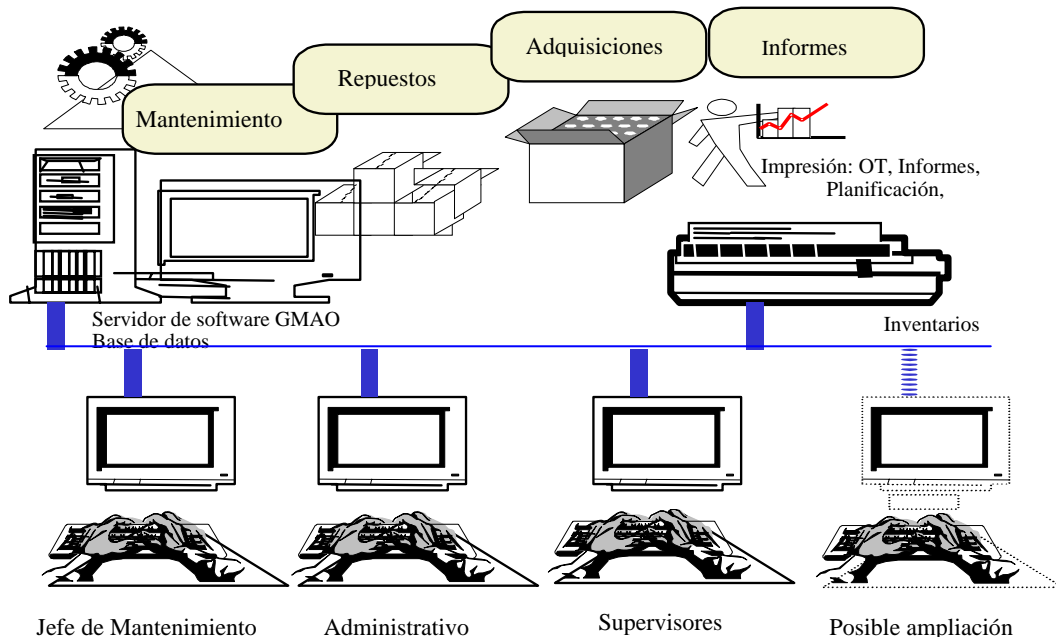 Adquisiciones
Informes
Repuestos
Mantenimiento
Impresión: OT, Informes,
Planificación,
Servidor de software GMAO
Base de datos
Inventarios
Jefe de Mantenimiento
Administrativo
Supervisores
Posible ampliación